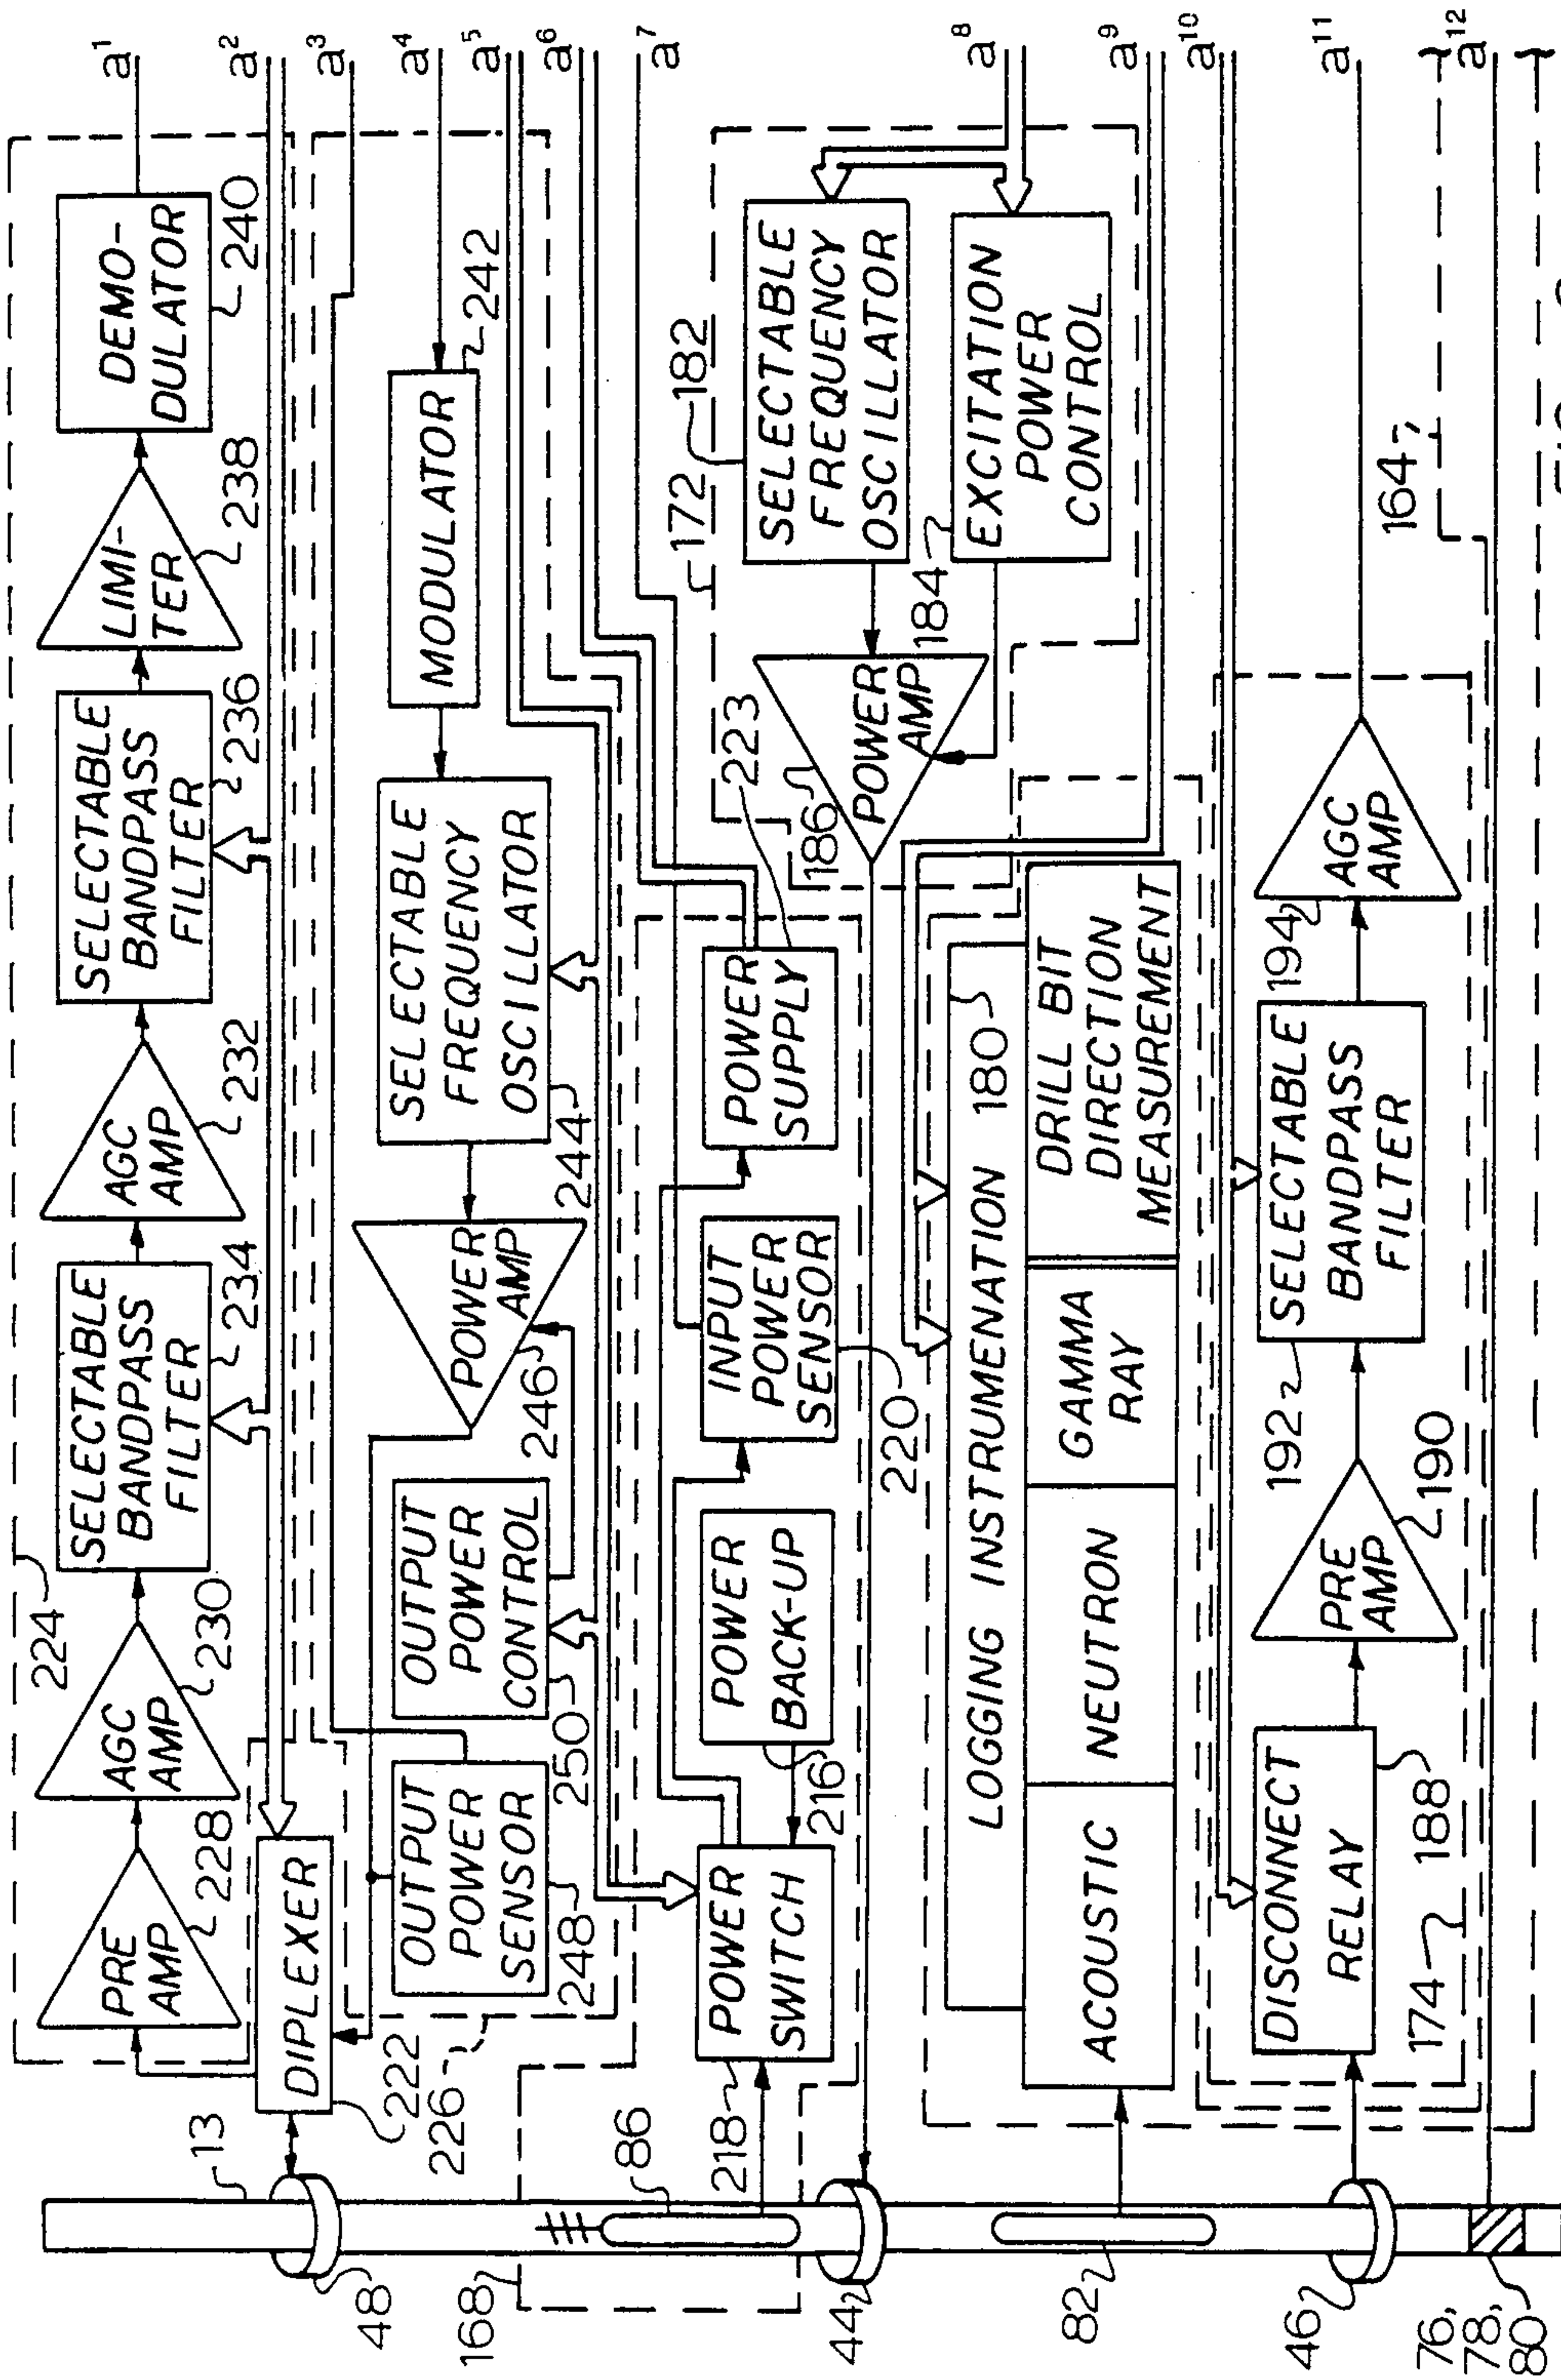 224
PRE
AMP
228
AGC
AMP
230
SELECTABLE
BANDPASS
FILTER
234
AGC
AMP
232
SELECTABLE
BANDPASS
FILTER
236
LIMI-
TER
238
DEMO-
DULATOR
240
a1
a2
a3
13
48
DIPLEXER
222
226
OUTPUT
POWER
SENSOR
248
OUTPUT
POWER
CONTROL
250
POWER
AMP
246
SELECTABLE
FREQUENCY
OSCILLATOR
244
MODULATOR
242
a4
a5
a6
a7
168
86
218
POWER
SWITCH
POWER
BACK-UP
216
INPUT
POWER
SENSOR
220
POWER
SUPPLY
223
44
186
POWER
AMP
172
182
SELECTABLE
FREQUENCY
OSCILLATOR
184
EXCITATION
POWER
CONTROL
a8
a9
a10
82
LOGGING INSTRUMENATION
180
ACOUSTIC
NEUTRON
GAMMA
RAY
DRILL BIT
DIRECTION
MEASUREMENT
46
DISCONNECT
RELAY
188
174
PRE
AMP
190
192
SELECTABLE
BANDPASS
FILTER
194
AGC
AMP
164
a11
a12
76,
78,
80